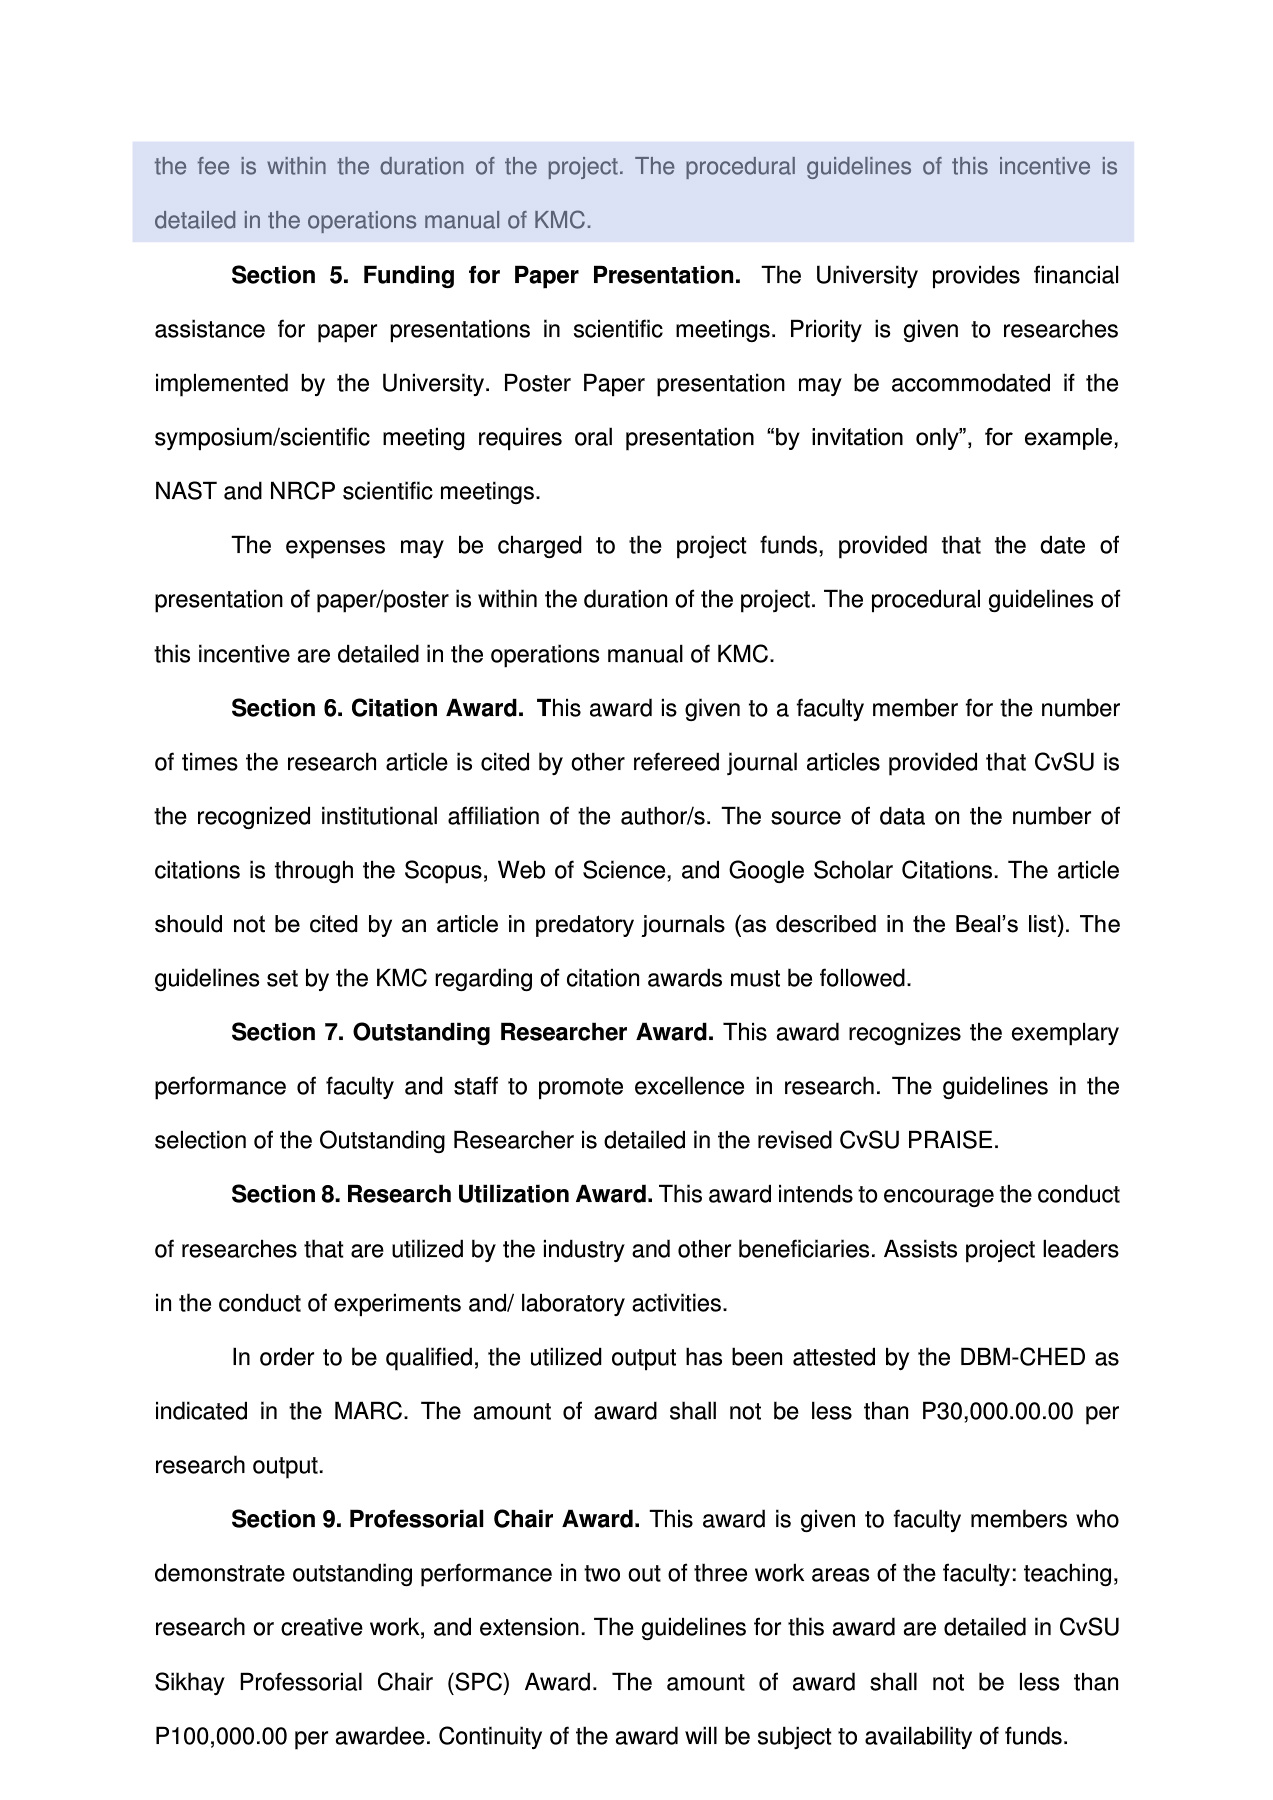 the fee is within the duration of the project. The procedural guidelines of this incentive is
detailed in the operations manual of KMC.
Section 5. Funding for Paper Presentation. The University provides financial
assistance for paper presentations in scientific meetings. Priority is given to researches
implemented by the University. Poster Paper presentation may be accommodated if the
symposium/scientific meeting requires oral presentation “by invitation only”, for example,
NAST and NRCP scientific meetings.
The expenses may be charged to the project funds, provided that the date of
presentation of paper/poster is within the duration of the project. The procedural guidelines of
this incentive are detailed in the operations manual of KMC.
Section 6. Citation Award. This award is given to a faculty member for the number
of times the research article is cited by other refereed journal articles provided that CvSU is
the recognized institutional affiliation of the author/s. The source of data on the number of
citations is through the Scopus, Web of Science, and Google Scholar Citations. The article
should not be cited by an article in predatory journals (as described in the Beal’s list). The
guidelines set by the KMC regarding of citation awards must be followed.
Section 7. Outstanding Researcher Award. This award recognizes the exemplary
performance of faculty and staff to promote excellence in research. The guidelines in the
selection of the Outstanding Researcher is detailed in the revised CvSU PRAISE.
Section 8. Research Utilization Award. This award intends to encourage the conduct
of researches that are utilized by the industry and other beneficiaries. Assists project leaders
in the conduct of experiments and/ laboratory activities.
In order to be qualified, the utilized output has been attested by the DBM-CHED as
indicated in the MARC. The amount of award shall not be less than P30,000.00.00 per
research output.
Section 9. Professorial Chair Award. This award is given to faculty members who
demonstrate outstanding performance in two out of three work areas of the faculty: teaching,
research or creative work, and extension. The guidelines for this award are detailed in CvSU
Sikhay Professorial Chair (SPC) Award. The amount of award shall not be less than
P100,000.00 per awardee. Continuity of the award will be subject to availability of funds.